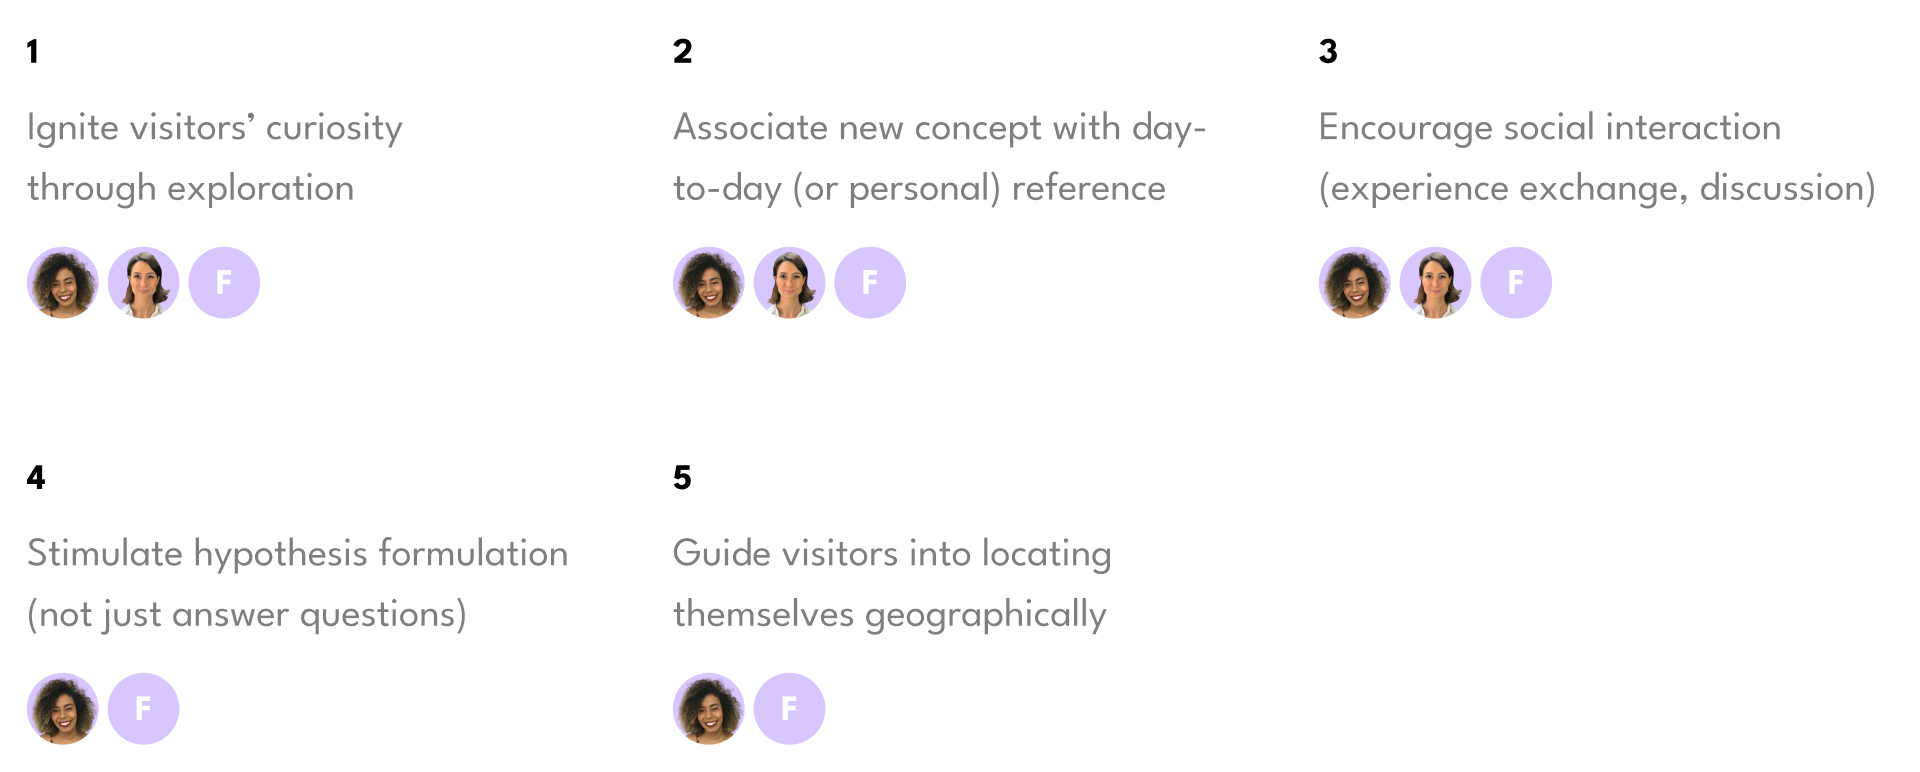 1
Ignite visitors’ curiosity
through exploration
F
2
Associate new concept with day-
to-day (or personal) reference
F
3
Encourage social interaction
(experience exchange, discussion)
F
4
Stimulate hypothesis formulation
(not just answer questions)
F
5
Guide visitors into locating
themselves geographically
F